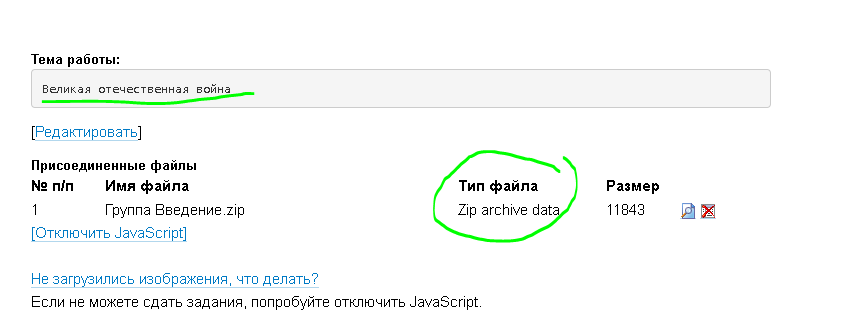 Тема работы:
Великая отечественная война
[Редактировать]
Присоединенные файлы
№ п/п Имя файла Тип файла Размер
1 Группа Введение.zip Zip archive data 11843
[Отключить JavaScript]
Не загрузились изображения, что делать?
Если не можете сдать задания, попробуйте отключить JavaScript.